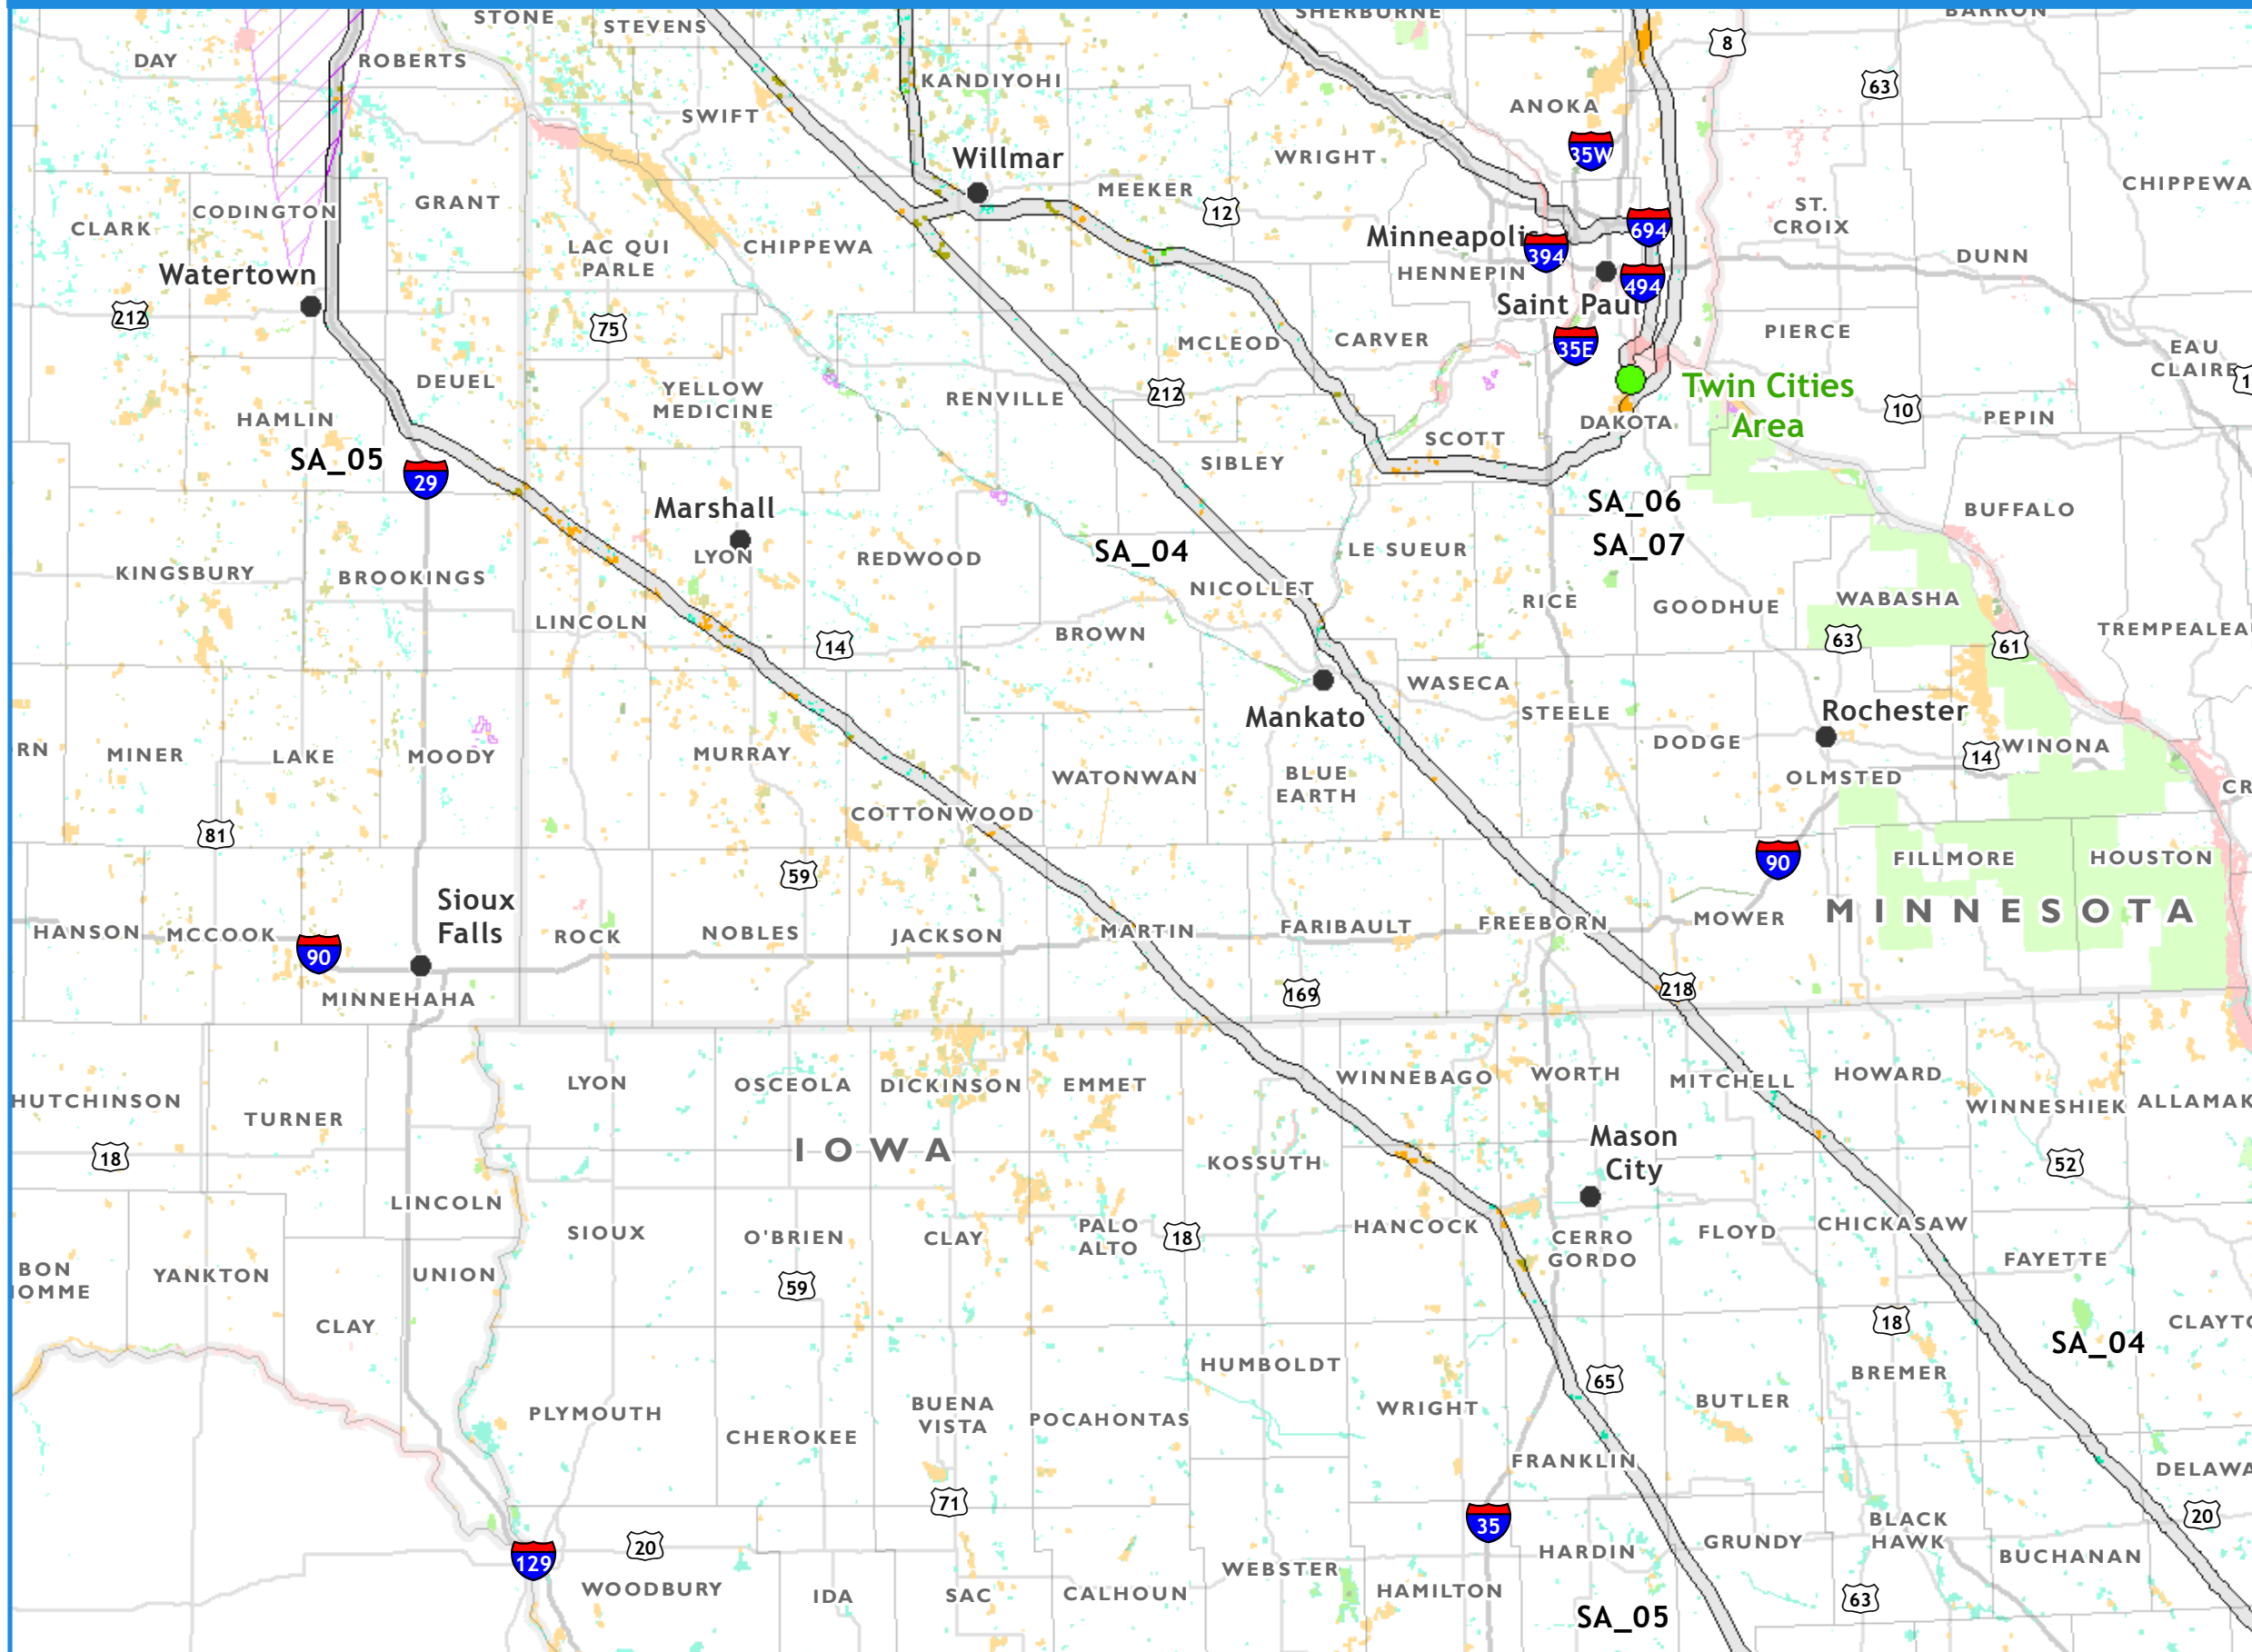 STONE
STEVENS
SHERBURNE
BARRON
8
DAY
ROBERTS
KANDIYOHI
63
SWIFT
ANOKA
35W
Willmar
WRIGHT
MEEKER
CHIPPEWA
GRANT
CODINGTON
12
ST.
CROIX
CLARK
694
LAC QUI
PARLE
CHIPPEWA
Minneapolis
394
HENNEPIN
DUNN
Watertown
494
Saint Paul
212
75
MCLEOD
CARVER
35E
PIERCE
EAU
CLAIRE
DEUEL
YELLOW
MEDICINE
RENVILLE
212
Twin Cities
Area
HAMLIN
DAKOTA
10
PEPIN
SCOTT
SA_05
29
SIBLEY
Marshall
SA_06
BUFFALO
LYON
REDWOOD
SA_04
LE SUEUR
SA_07
KINGSBURY
BROOKINGS
NICOLLET
RICE
GOODHUE
WABASHA
LINCOLN
BROWN
14
63
61
TREMPEALEAU
WASECA
Mankato
STEELE
Rochester
RN
MINER
LAKE
MOODY
MURRAY
DODGE
14
WINONA
WATONWAN
BLUE
EARTH
OLMSTED
CR
COTTONWOOD
81
59
90
FILLMORE
HOUSTON
Sioux
Falls
MINNESOTA
HANSON
MCCOOK
90
ROCK
NOBLES
JACKSON
MARTIN
FARIBAULT
FREEBORN
MOWER
MINNEHAHA
169
218
LYON
OSCEOLA
DICKINSON
EMMET
WINNEBAGO
WORTH
MITCHELL
HOWARD
HUTCHINSON
TURNER
WINNESHIEK
ALLAMAK
IOWA
Mason
City
18
KOSSUTH
52
LINCOLN
SIOUX
O'BRIEN
CLAY
PALO
ALTO
18
HANCOCK
CERRO
GORDO
FLOYD
CHICKASAW
FAYETTE
BON
HOMME
YANKTON
UNION
59
CLAY
18
CLAYTO
SA_04
HUMBOLDT
65
BREMER
PLYMOUTH
BUENA
VISTA
POCAHONTAS
WRIGHT
BUTLER
CHEROKEE
FRANKLIN
DELAWA
71
35
20
129
20
HARDIN
GRUNDY
BLACK
HAWK
BUCHANAN
WOODBURY
IDA
SAC
CALHOUN
WEBSTER
HAMILTON
63
SA_05